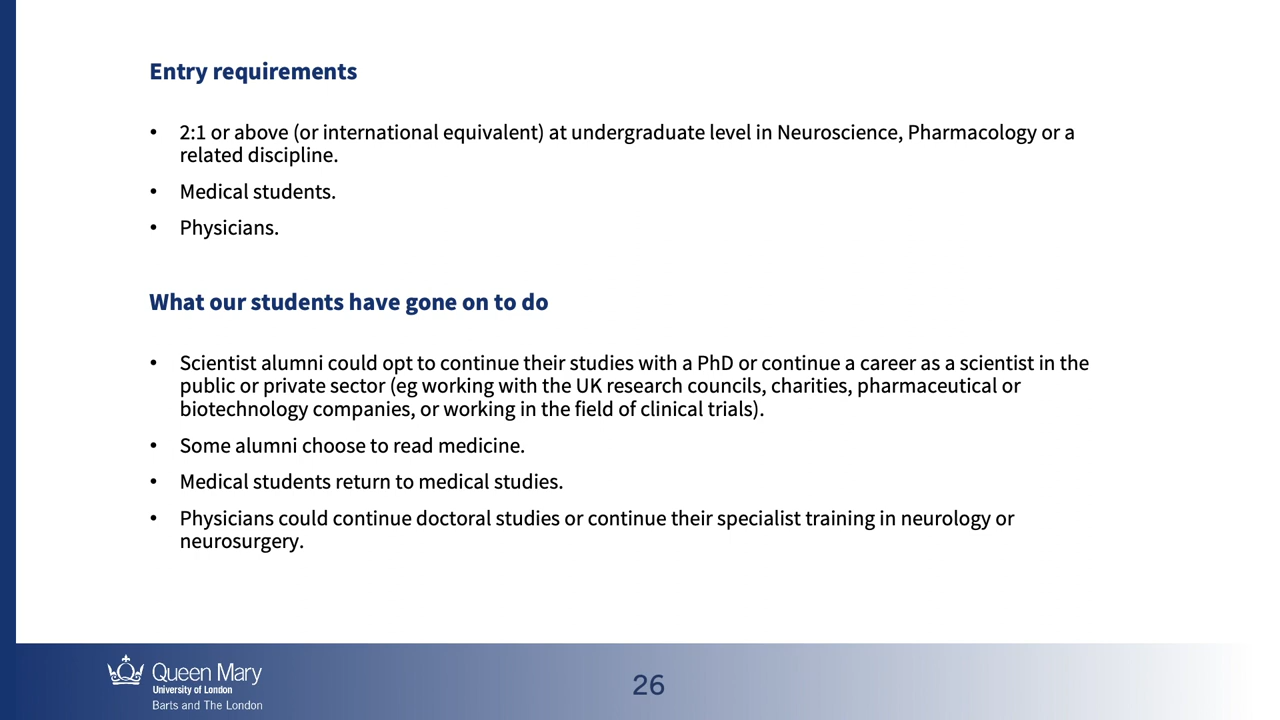 Entry requirements
• 2:1 or above (or international equivalent) at undergraduate level in Neuroscience, Pharmacology or a
related discipline.
• Medical students.
• Physicians.
What our students have gone on to do
• Scientist alumni could opt to continue their studies with a PhD or continue a career as a scientist in the
public or private sector (eg working with the UK research councils, charities, pharmaceutical or
biotechnology companies, or working in the field of clinical trials).
• Some alumni choose to read medicine.
• Medical students return to medical studies.
• Physicians could continue doctoral studies or continue their specialist training in neurology or
neurosurgery.
Queen Mary
University of London
Barts and The London
26